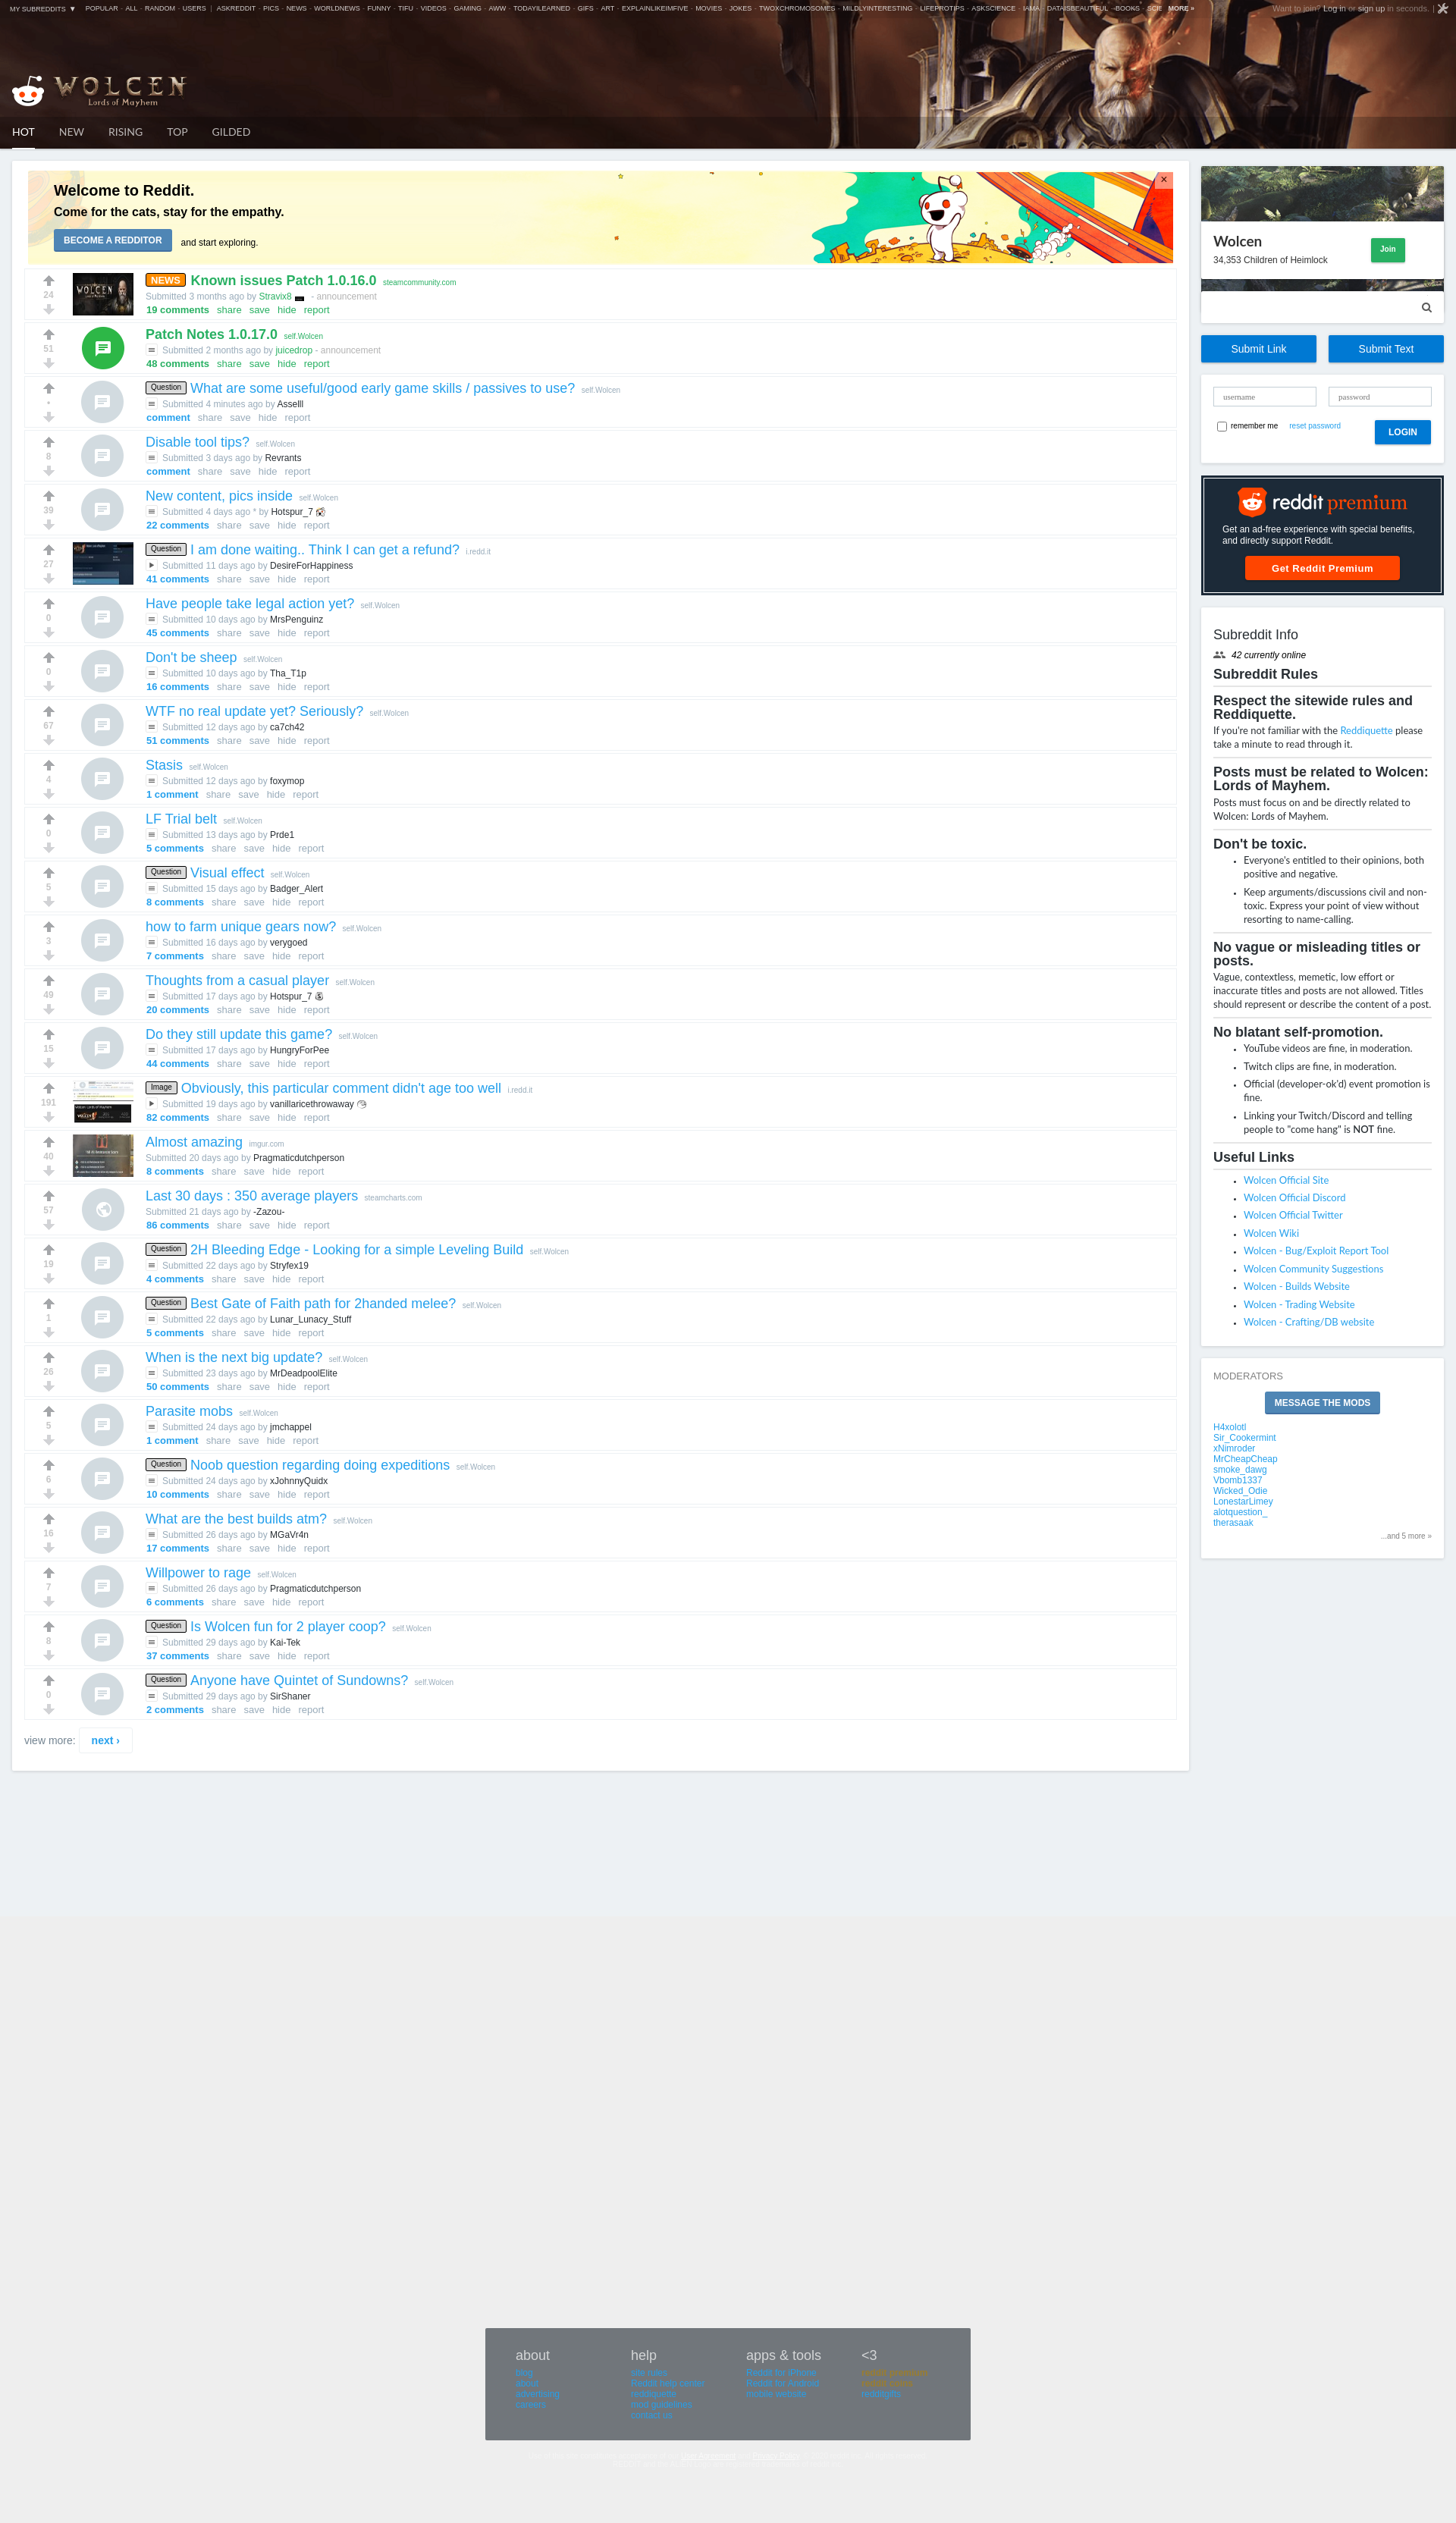 MY SUBREDDITS ▼ POPULAR - ALL - RANDOM - USERS | ASKREDDIT - PICS - NEWS - WORLDNEWS - FUNNY - TIFU - VIDEOS - GAMING - AWW - TODAYILEARNED - GIFS - ART - EXPLAINLIKEIMFIVE - MOVIES - JOKES - TWOXCHROMOSOMES - MILDLYINTERESTING - LIFEPROTIPS - ASKSCIENCE - IAMA - DATAISBEAUTIFUL - BOOKS - SCIE MORE »
Want to join? Log in or sign up in seconds. |
WOLCEN
Lords of Mayhem
HOT NEW RISING TOP GILDED
Welcome to Reddit.
Come for the cats, stay for the empathy.
BECOME A REDDITOR and start exploring.
×
24
NEWS Known issues Patch 1.0.16.0 steamcommunity.com
Submitted 3 months ago by Stravix8 - announcement
19 comments share save hide report
51
Patch Notes 1.0.17.0 self.Wolcen
Submitted 2 months ago by juicedrop - announcement
48 comments share save hide report
•
Question What are some useful/good early game skills / passives to use? self.Wolcen
Submitted 4 minutes ago by Asselll
comment share save hide report
8
Disable tool tips? self.Wolcen
Submitted 3 days ago by Revrants
comment share save hide report
39
New content, pics inside self.Wolcen
Submitted 4 days ago * by Hotspur_7
22 comments share save hide report
27
Question I am done waiting.. Think I can get a refund? i.redd.it
Submitted 11 days ago by DesireForHappiness
41 comments share save hide report
0
Have people take legal action yet? self.Wolcen
Submitted 10 days ago by MrsPenguinz
45 comments share save hide report
0
Don't be sheep self.Wolcen
Submitted 10 days ago by Tha_T1p
16 comments share save hide report
67
WTF no real update yet? Seriously? self.Wolcen
Submitted 12 days ago by ca7ch42
51 comments share save hide report
4
Stasis self.Wolcen
Submitted 12 days ago by foxymop
1 comment share save hide report
0
LF Trial belt self.Wolcen
Submitted 13 days ago by Prde1
5 comments share save hide report
5
Question Visual effect self.Wolcen
Submitted 15 days ago by Badger_Alert
8 comments share save hide report
3
how to farm unique gears now? self.Wolcen
Submitted 16 days ago by verygoed
7 comments share save hide report
49
Thoughts from a casual player self.Wolcen
Submitted 17 days ago by Hotspur_7
20 comments share save hide report
15
Do they still update this game? self.Wolcen
Submitted 17 days ago by HungryForPee
44 comments share save hide report
191
Image Obviously, this particular comment didn't age too well i.redd.it
Submitted 19 days ago by vanillaricethrowaway
82 comments share save hide report
40
Almost amazing imgur.com
Submitted 20 days ago by Pragmaticdutchperson
8 comments share save hide report
57
Last 30 days : 350 average players steamcharts.com
Submitted 21 days ago by -Zazou-
86 comments share save hide report
19
Question 2H Bleeding Edge - Looking for a simple Leveling Build self.Wolcen
Submitted 22 days ago by Stryfex19
4 comments share save hide report
1
Question Best Gate of Faith path for 2handed melee? self.Wolcen
Submitted 22 days ago by Lunar_Lunacy_Stuff
5 comments share save hide report
26
When is the next big update? self.Wolcen
Submitted 23 days ago by MrDeadpoolElite
50 comments share save hide report
5
Parasite mobs self.Wolcen
Submitted 24 days ago by jmchappel
1 comment share save hide report
6
Question Noob question regarding doing expeditions self.Wolcen
Submitted 24 days ago by xJohnnyQuidx
10 comments share save hide report
16
What are the best builds atm? self.Wolcen
Submitted 26 days ago by MGaVr4n
17 comments share save hide report
7
Willpower to rage self.Wolcen
Submitted 26 days ago by Pragmaticdutchperson
6 comments share save hide report
8
Question Is Wolcen fun for 2 player coop? self.Wolcen
Submitted 29 days ago by Kai-Tek
37 comments share save hide report
0
Question Anyone have Quintet of Sundowns? self.Wolcen
Submitted 29 days ago by SirShaner
2 comments share save hide report
view more: next ›
Wolcen
34,353 Children of Heimlock
Join
Submit Link Submit Text
username password
remember me reset password LOGIN
reddit premium
Get an ad-free experience with special benefits,
and directly support Reddit.
Get Reddit Premium
Subreddit Info
42 currently online
Subreddit Rules
Respect the sitewide rules and
Reddiquette.
If you're not familiar with the Reddiquette please
take a minute to read through it.
Posts must be related to Wolcen:
Lords of Mayhem.
Posts must focus on and be directly related to
Wolcen: Lords of Mayhem.
Don't be toxic.
• Everyone's entitled to their opinions, both
positive and negative.
• Keep arguments/discussions civil and non-
toxic. Express your point of view without
resorting to name-calling.
No vague or misleading titles or
posts.
Vague, contextless, memetic, low effort or
inaccurate titles and posts are not allowed. Titles
should represent or describe the content of a post.
No blatant self-promotion.
• YouTube videos are fine, in moderation.
• Twitch clips are fine, in moderation.
• Official (developer-ok'd) event promotion is
fine.
• Linking your Twitch/Discord and telling
people to "come hang" is NOT fine.
Useful Links
• Wolcen Official Site
• Wolcen Official Discord
• Wolcen Official Twitter
• Wolcen Wiki
• Wolcen - Bug/Exploit Report Tool
• Wolcen Community Suggestions
• Wolcen - Builds Website
• Wolcen - Trading Website
• Wolcen - Crafting/DB website
MODERATORS
MESSAGE THE MODS
H4xolotl
Sir_Cookermint
xNimroder
MrCheapCheap
smoke_dawg
Vbomb1337
Wicked_Odie
LonestarLimey
alotquestion_
therasaak
...and 5 more »
about
blog
about
advertising
careers
help
site rules
Reddit help center
reddiquette
mod guidelines
contact us
apps & tools
Reddit for iPhone
Reddit for Android
mobile website
<3
reddit premium
reddit coins
redditgifts